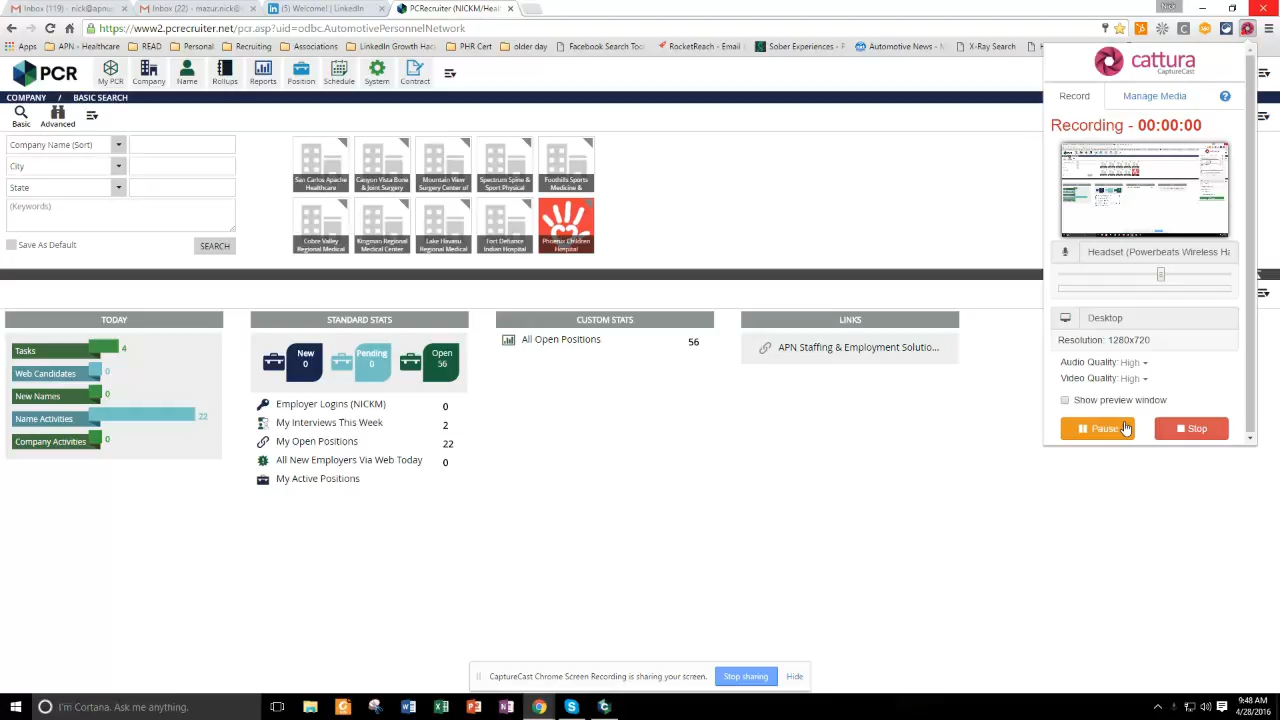 Inbox (119) - nick@apnus
Inbox (22) - mazur.nick@
(5) Welcome! | LinkedIn
PCRecruiter (NICKM/Heal
Nick
https://www2.pcrecruiter.net/pcr.asp?uid=odbc.AutomotivePersonnelNetwork
Apps
APN - Healthcare
READ
Personal
Recruiting
Associations
LinkedIn Growth Hac
PHR Cert
older day
Facebook Search Too
RocketReach - Email
Sober Experiences - P
Automotive News -
X-Ray Search
PCR
My PCR
Company
Name
Rollups
Reports
Position
Schedule
System
Contract
COMPANY / BASIC SEARCH
Basic
Advanced
Company Name (Sort)
City
State
(Keywords)
Save As Default
SEARCH
San Carlos Apache
Healthcare
Canyon Vista Bone
& Joint Surgery
Mountain View
Surgery Center of
Spectrum Spine &
Sport Physical
Foothills Sports
Medicine &
Cobre Valley
Regional Medical
Kingman Regional
Medical Center
Lake Havasu
Regional Medical
Fort Defiance
Indian Hospital
Phoenix Children
Hospital
TODAY
Tasks 4
Web Candidates 0
New Names 0
Name Activities 22
Company Activities 0
STANDARD STATS
New
0
Pending
0
Open
56
Employer Logins (NICKM) 0
My Interviews This Week 2
My Open Positions 22
All New Employers Via Web Today 0
My Active Positions
CUSTOM STATS
All Open Positions 56
LINKS
APN Staffing & Employment Solutio...
cattura
CaptureCast
Record
Manage Media
?
Recording - 00:00:00
Headset (Powerbeats Wireless Ha
Desktop
Resolution: 1280x720
Audio Quality: High
Video Quality: High
Show preview window
Pause
Stop
CaptureCast Chrome Screen Recording is sharing your screen.
Stop sharing
Hide
I'm Cortana. Ask me anything.
9:48 AM
4/28/2016